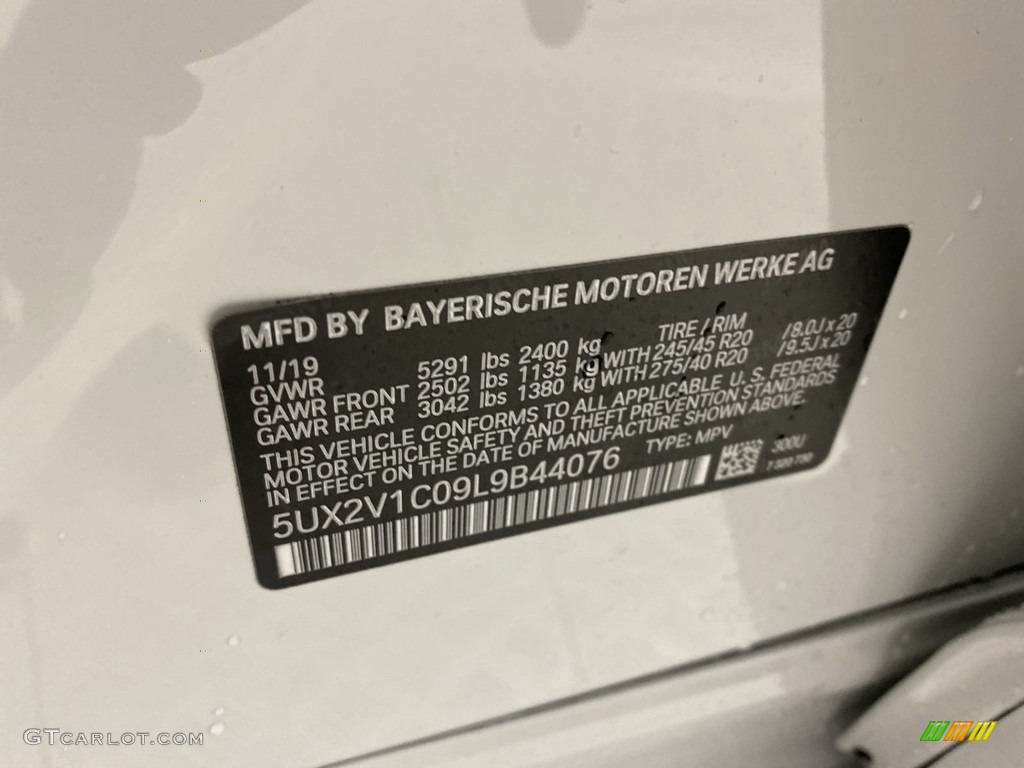 MFD BY BAYERISCHE MOTOREN WERKE AG
11/19 TIRE / RIM
GVWR 5291 lbs 2400 kg
GAWR FRONT 2502 lbs 1135 kg WITH 245/45 R20 /8.0J x 20
GAWR REAR 3042 lbs 1380 kg WITH 275/40 R20 /9.5J x 20
THIS VEHICLE CONFORMS TO ALL APPLICABLE U. S. FEDERAL
MOTOR VEHICLE SAFETY AND THEFT PREVENTION STANDARDS
IN EFFECT ON THE DATE OF MANUFACTURE SHOWN ABOVE.
5UX2V1C09L9B44076 TYPE: MPV 300U
GTcarlot.com